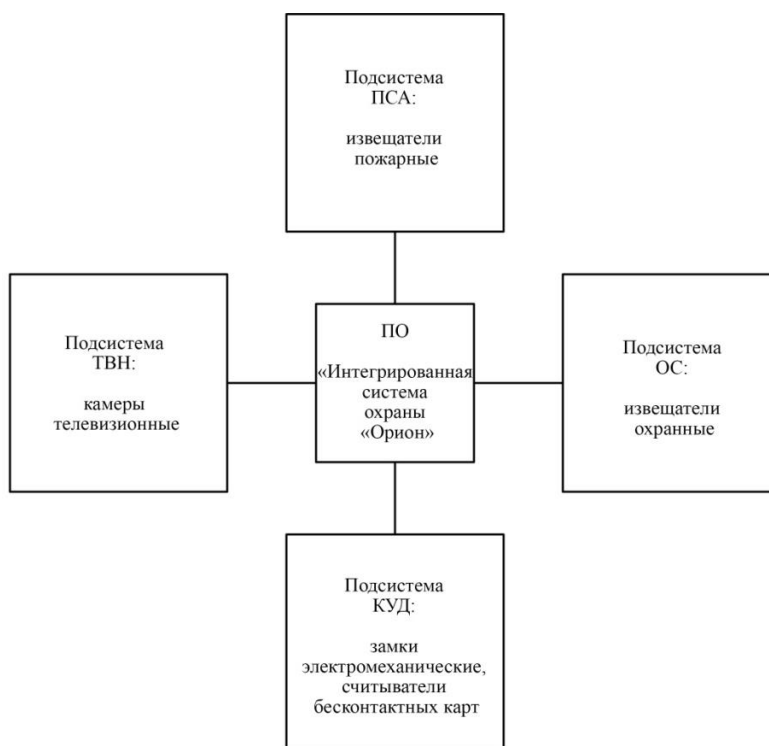 Подсистема
ПСА:
извещатели
пожарные
Подсистема
ТВН:
камеры
телевизионные
ПО
«Интегрированная
система
охраны
«Орион»
Подсистема
ОС:
извещатели
охранные
Подсистема
КУД:
замки
электромеханические,
считыватели
бесконтактных карт